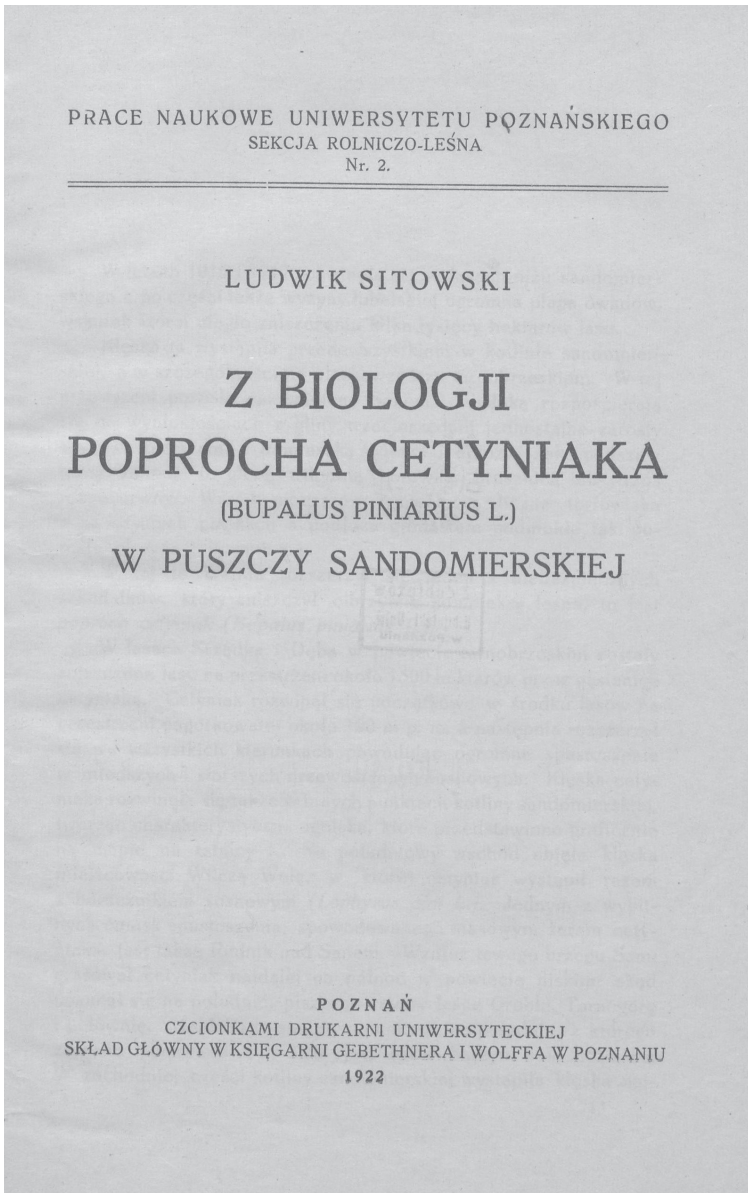 PRACE NAUKOWE UNIWERSYTETU POZNAŃSKIEGO
SEKCJA ROLNICZO-LEŚNA
Nr. 2.
LUDWIK SITOWSKI
Z BIOLOGJI
POPROCHA CETYNIAKA
(BUPALUS PINIARIUS L.)
W PUSZCZY SANDOMIERSKIEJ
POZNAŃ
CZCIONKAMI DRUKARNI UNIWERSYTECKIEJ
SKŁAD GŁÓWNY W KSIĘGARNI GEBETHNERA I WOLFFA W POZNANIU
1922